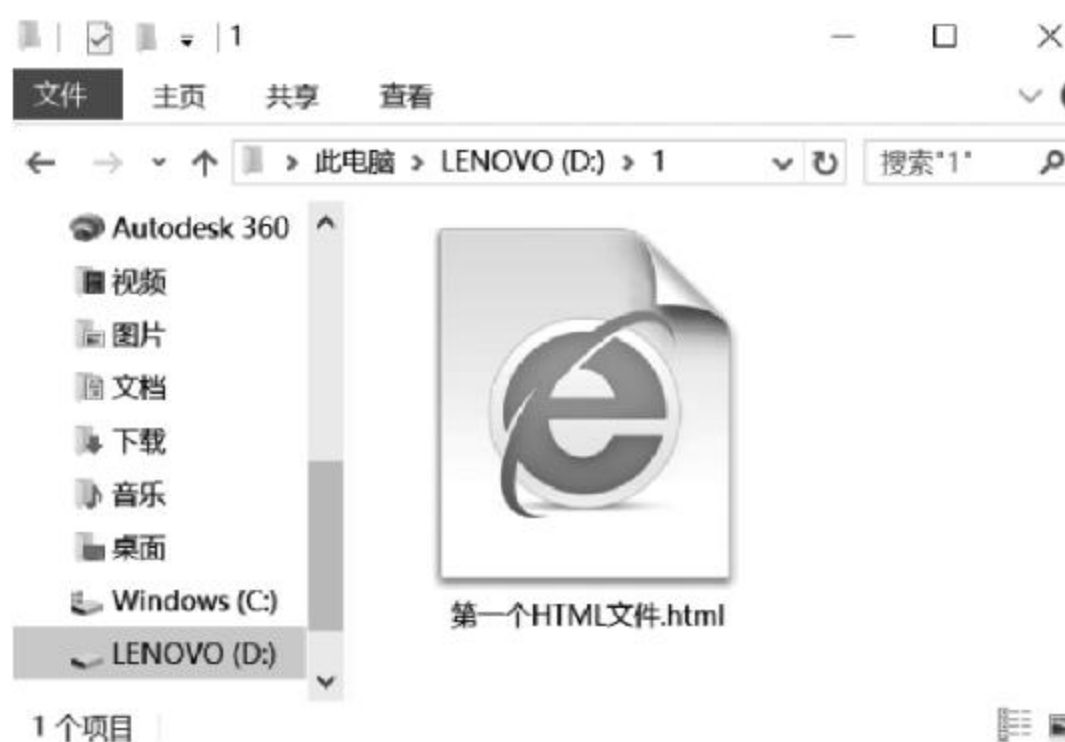 1
文件 主页 共享 查看
此电脑 > LENOVO (D:) > 1 搜索"1"
Autodesk 360
视频
图片
文档
下载
音乐
桌面
Windows (C:)
LENOVO (D:)
第一个HTML文件.html
1 个项目